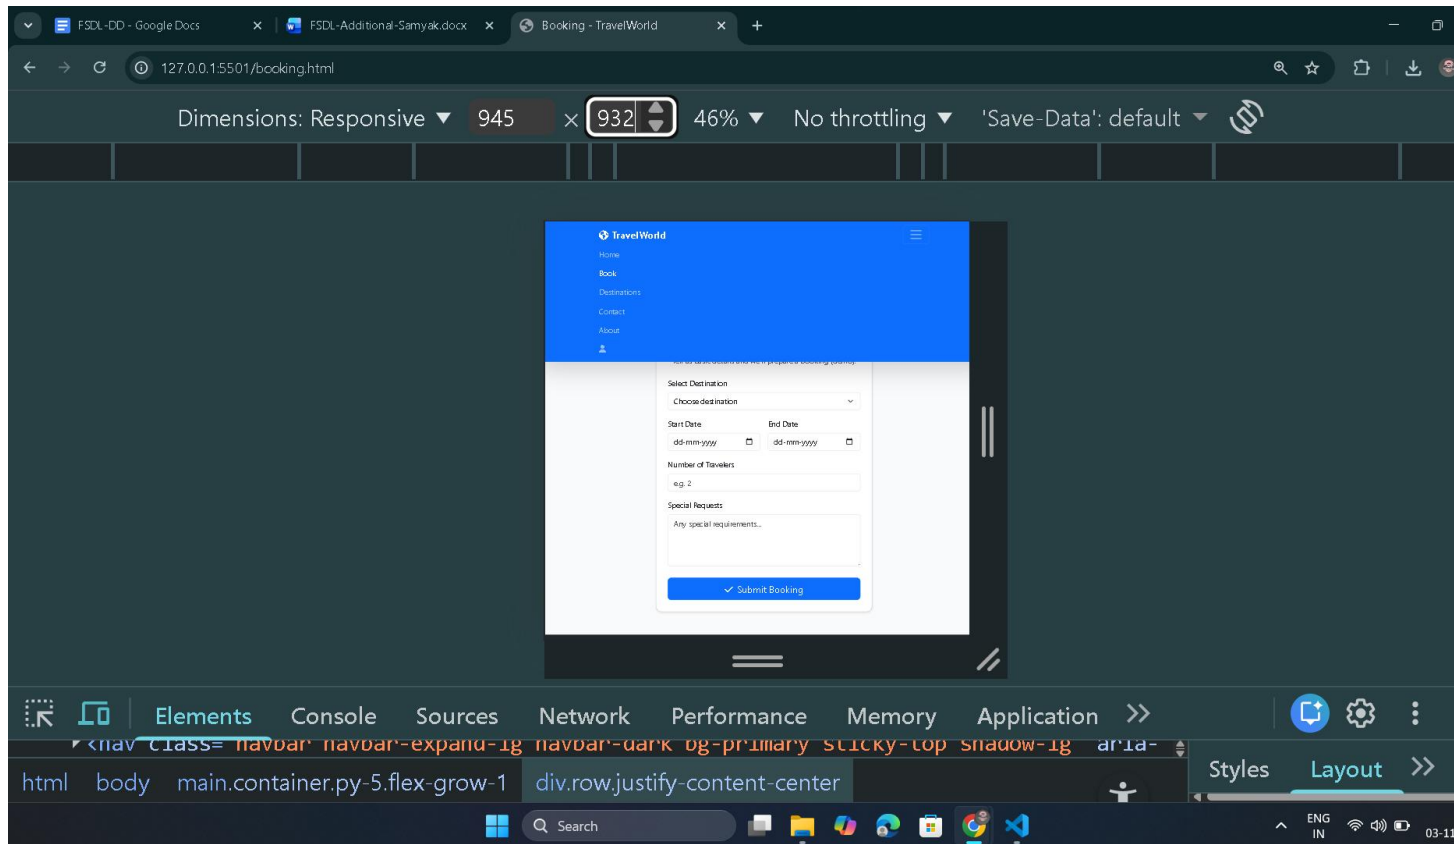 FSDL-DD - Google Docs
FSDL-Additional-Samyak.docx
Booking - TravelWorld
127.0.0.1:5501/booking.html
Dimensions: Responsive ▼ 945 × 932 46% ▼ No throttling ▼ 'Save-Data': default ▼
TravelWorld
Home
Book
Destinations
Contact
About
Select Destination
Choose destination
Start Date End Date
dd-mm-yyyy dd-mm-yyyy
Number of Travelers
e.g. 2
Special Requests
Any special requirements...
Submit Booking
Elements Console Sources Network Performance Memory Application
<nav class="navbar navbar-expand-lg navbar-dark bg-primary sticky-top shadow-lg" aria-
Styles Layout
html body main.container.py-5.flex-grow-1 div.row.justify-content-center
Search
ENG
IN
03-11